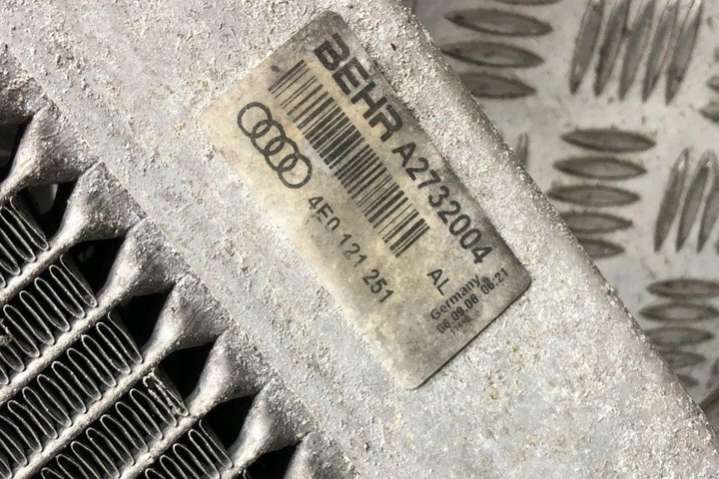 BEHR A2732004
4E0 121 251
AL
Germany
06.09.06 06:21